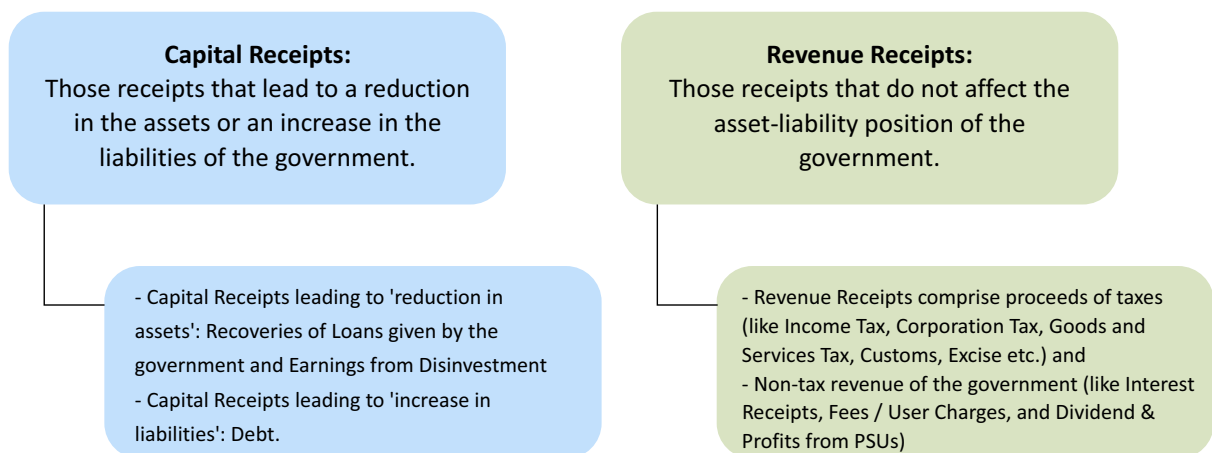 Capital Receipts:
Those receipts that lead to a reduction
in the assets or an increase in the
liabilities of the government.
- Capital Receipts leading to 'reduction in
assets': Recoveries of Loans given by the
government and Earnings from Disinvestment
- Capital Receipts leading to 'increase in
liabilities': Debt.
Revenue Receipts:
Those receipts that do not affect the
asset-liability position of the
government.
- Revenue Receipts comprise proceeds of taxes
(like Income Tax, Corporation Tax, Goods and
Services Tax, Customs, Excise etc.) and
- Non-tax revenue of the government (like Interest
Receipts, Fees / User Charges, and Dividend &
Profits from PSUs)